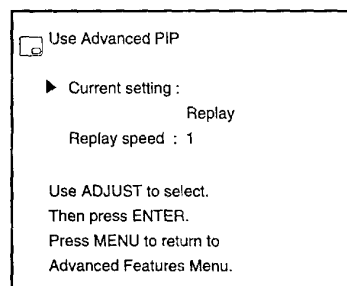 Use Advanced PIP
▶ Current setting :
Replay
Replay speed : 1
Use ADJUST to select.
Then press ENTER.
Press MENU to return to
Advanced Features Menu.